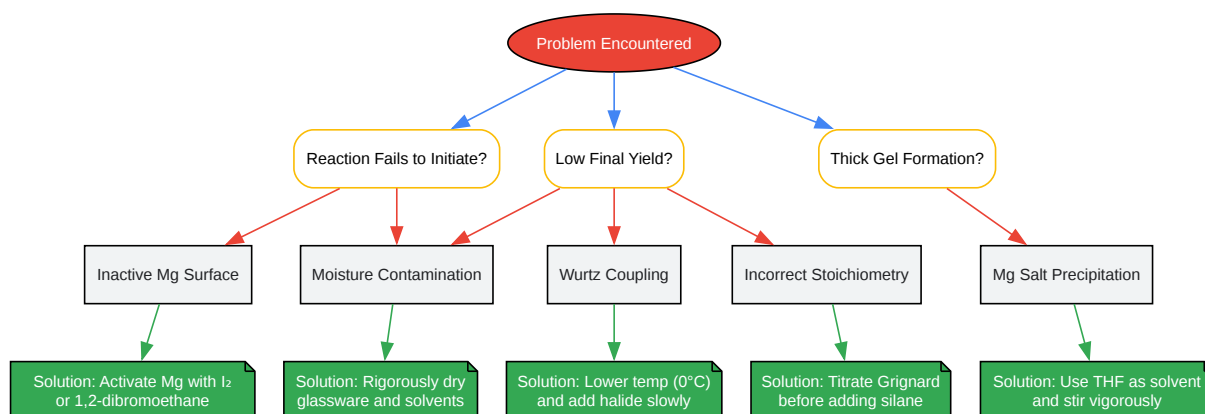 Problem Encountered
Reaction Fails to Initiate?
Low Final Yield?
Thick Gel Formation?
Inactive Mg Surface
Moisture Contamination
Wurtz Coupling
Incorrect Stoichiometry
Mg Salt Precipitation
Solution: Activate Mg with I₂
or 1,2-dibromoethane
Solution: Rigorously dry
glassware and solvents
Solution: Lower temp (0°C)
and add halide slowly
Solution: Titrate Grignard
before adding silane
Solution: Use THF as solvent
and stir vigorously